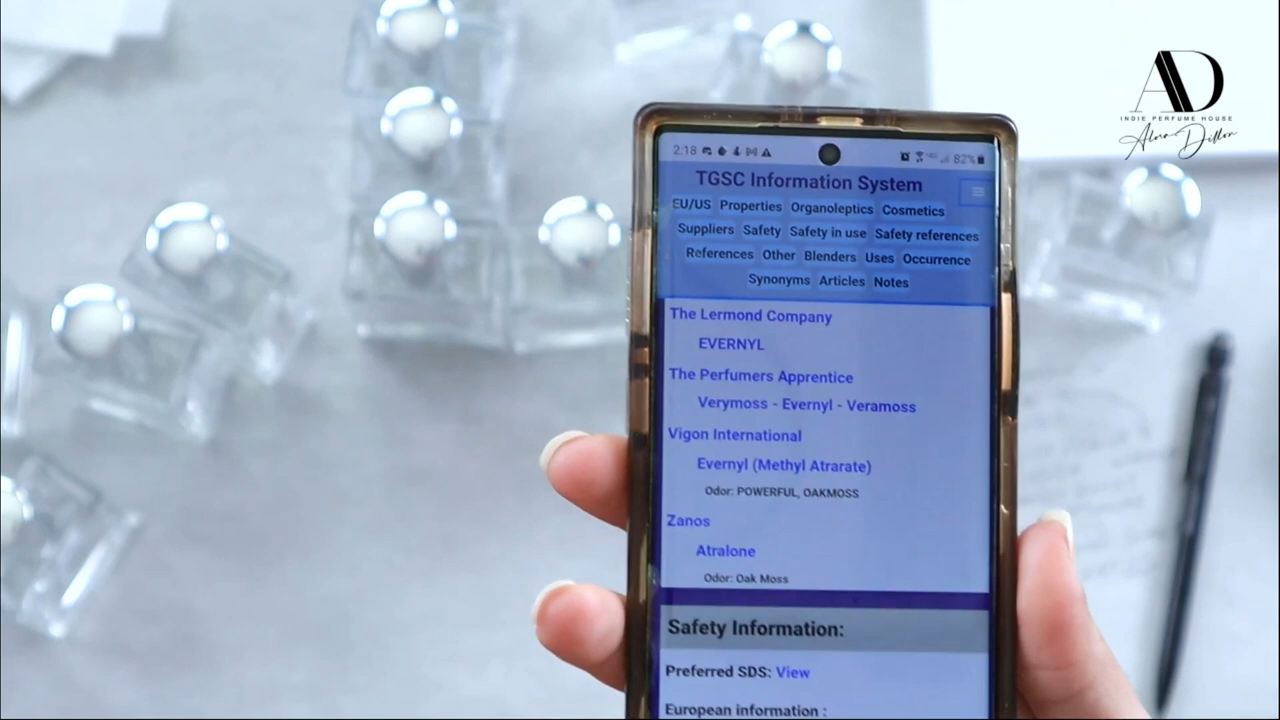 AD
INDIE PERFUME HOUSE
Alna Dillon
2:18 82%
TGSC Information System
EU/US Properties Organoleptics Cosmetics
Suppliers Safety Safety in use Safety references
References Other Blenders Uses Occurrence
Synonyms Articles Notes
The Lermond Company
EVERNYL
The Perfumers Apprentice
Verymoss - Evernyl - Veramoss
Vigon International
Evernyl (Methyl Atrarate)
Odor: POWERFUL, OAKMOSS
Zanos
Atralone
Odor: Oak Moss
Safety Information:
Preferred SDS: View
European information :